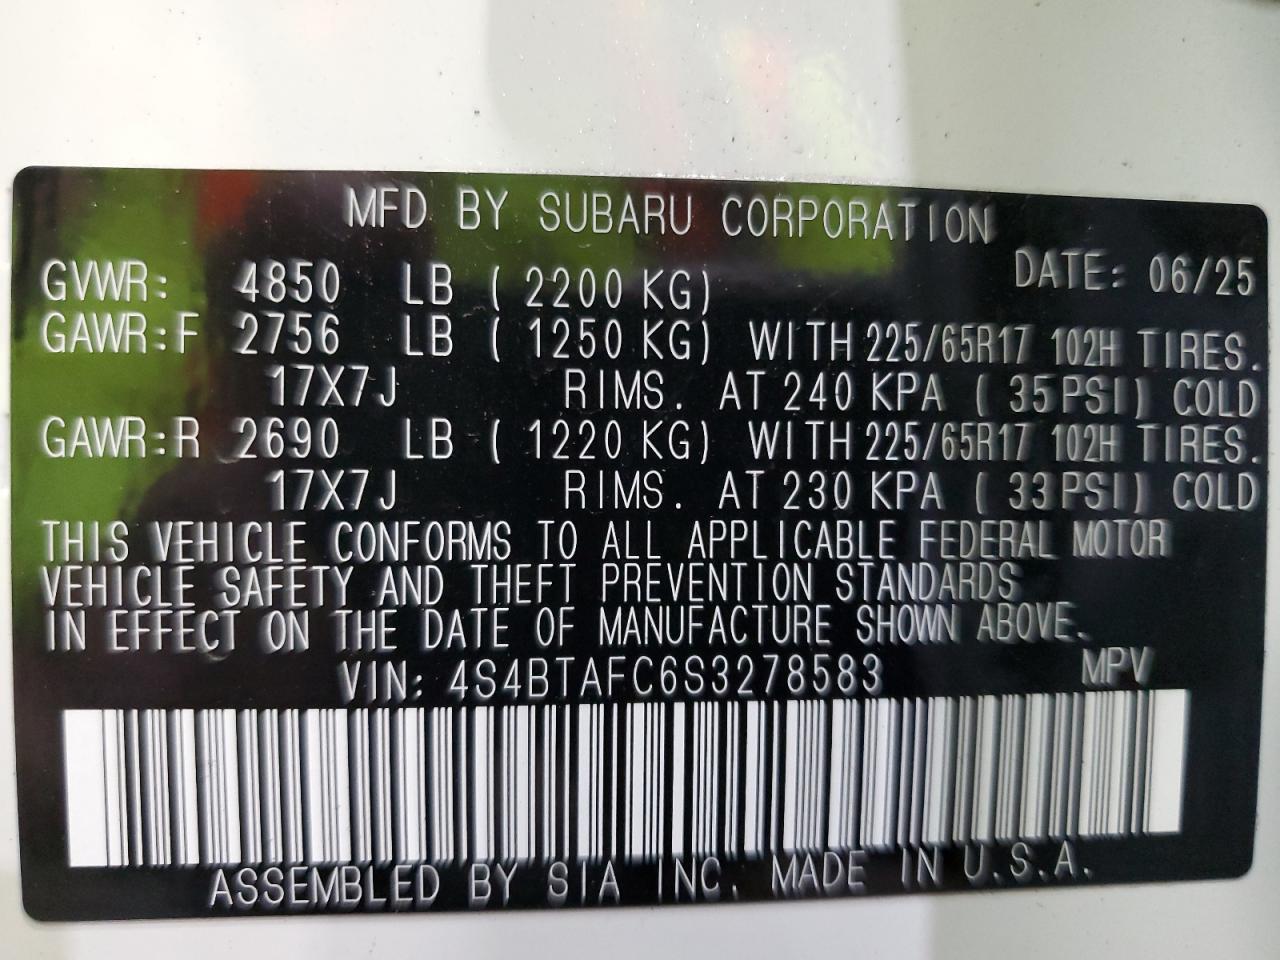 MFD BY SUBARU CORPORATION
DATE: 06/25
GVWR: 4850 LB ( 2200 KG)
GAWR:F 2756 LB ( 1250 KG) WITH 225/65R17 102H TIRES.
17X7J RIMS. AT 240 KPA ( 35PSI) COLD
GAWR:R 2690 LB ( 1220 KG) WITH 225/65R17 102H TIRES.
17X7J RIMS. AT 230 KPA ( 33PSI) COLD
THIS VEHICLE CONFORMS TO ALL APPLICABLE FEDERAL MOTOR
VEHICLE SAFETY AND THEFT PREVENTION STANDARDS
IN EFFECT ON THE DATE OF MANUFACTURE SHOWN ABOVE.
VIN: 4S4BTAFC6S3278583 MPV
ASSEMBLED BY SIA INC. MADE IN U.S.A.